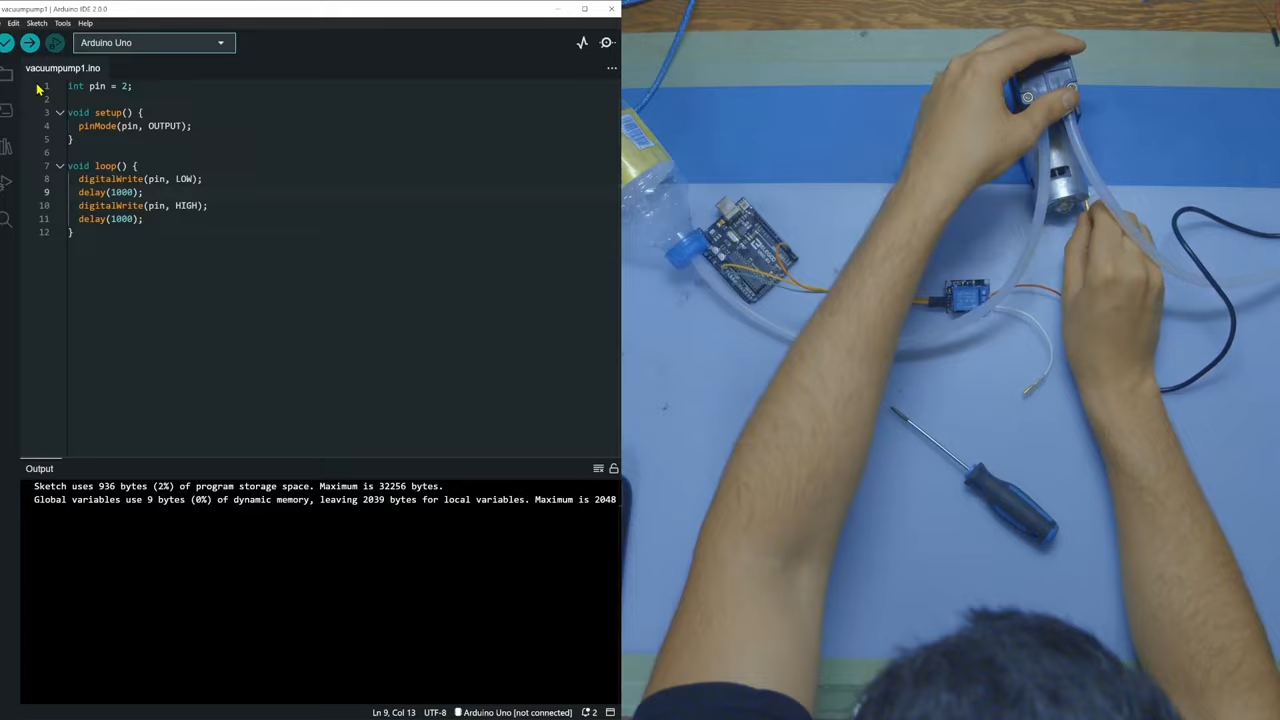 vacuumpump1 | Arduino IDE 2.0.0
Edit Sketch Tools Help
Arduino Uno
vacuumpump1.ino
1 int pin = 2;
2
3 void setup() {
4 pinMode(pin, OUTPUT);
5 }
6
7 void loop() {
8 digitalWrite(pin, LOW);
9 delay(1000);
10 digitalWrite(pin, HIGH);
11 delay(1000);
12 }
Output
Sketch uses 936 bytes (2%) of program storage space. Maximum is 32256 bytes.
Global variables use 9 bytes (0%) of dynamic memory, leaving 2039 bytes for local variables. Maximum is 2048
Ln 9, Col 13 UTF-8 Arduino Uno [not connected] 2